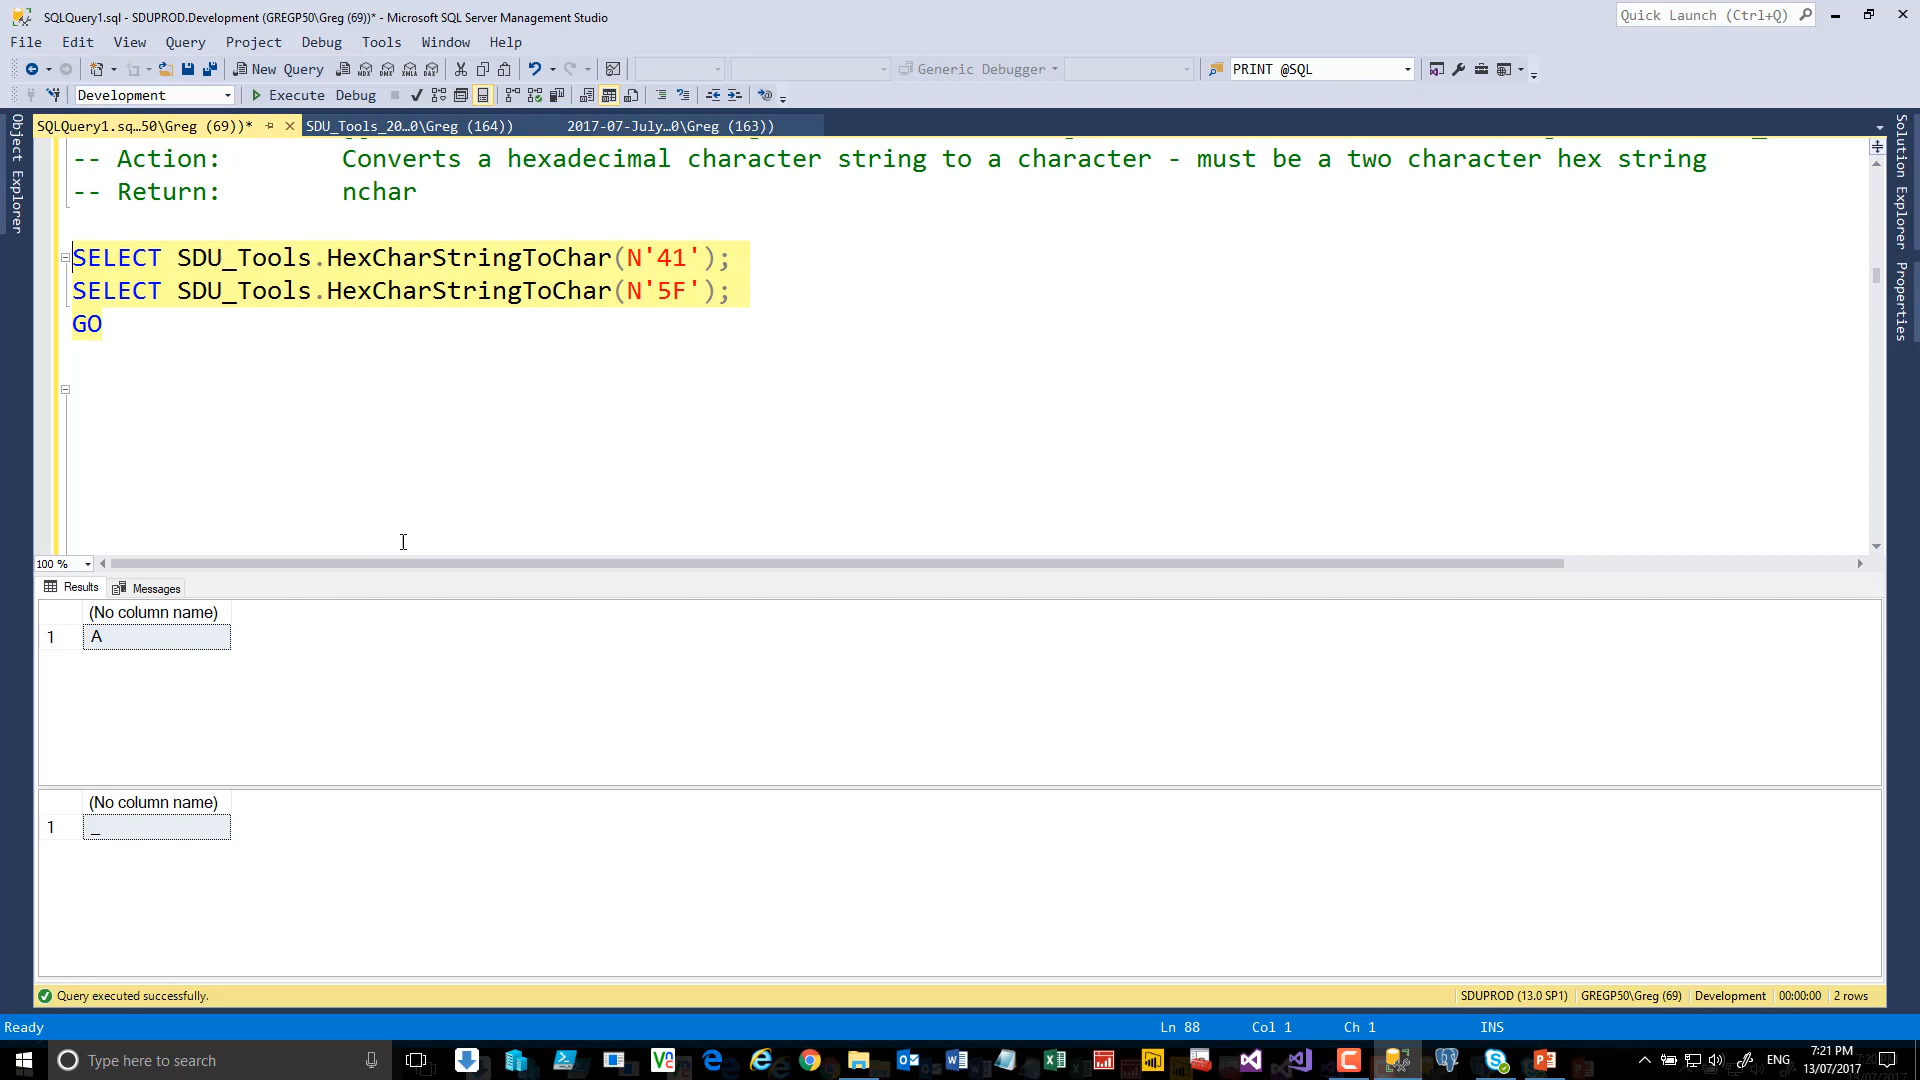 SQLQuery1.sql - SDUPROD.Development (GREGP50\Greg (69))* - Microsoft SQL Server Management Studio
Quick Launch (Ctrl+Q)
File Edit View Query Project Debug Tools Window Help
New Query MDX DMX XMLA DAX Generic Debugger PRINT @SQL
Development Execute Debug
SQLQuery1.sq...50\Greg (69))* SDU_Tools_20...0\Greg (164)) 2017-07-July...0\Greg (163))
Object Explorer
Solution Explorer
Properties
-- Action: Converts a hexadecimal character string to a character - must be a two character hex string
-- Return: nchar
SELECT SDU_Tools.HexCharStringToChar(N'41');
SELECT SDU_Tools.HexCharStringToChar(N'5F');
GO
100 %
Results Messages
(No column name)
1 A
(No column name)
1 _
Query executed successfully. SDUPROD (13.0 SP1) GREGP50\Greg (69) Development 00:00:00 2 rows
Ready Ln 88 Col 1 Ch 1 INS
Type here to search
ENG
7:21 PM
13/07/2017